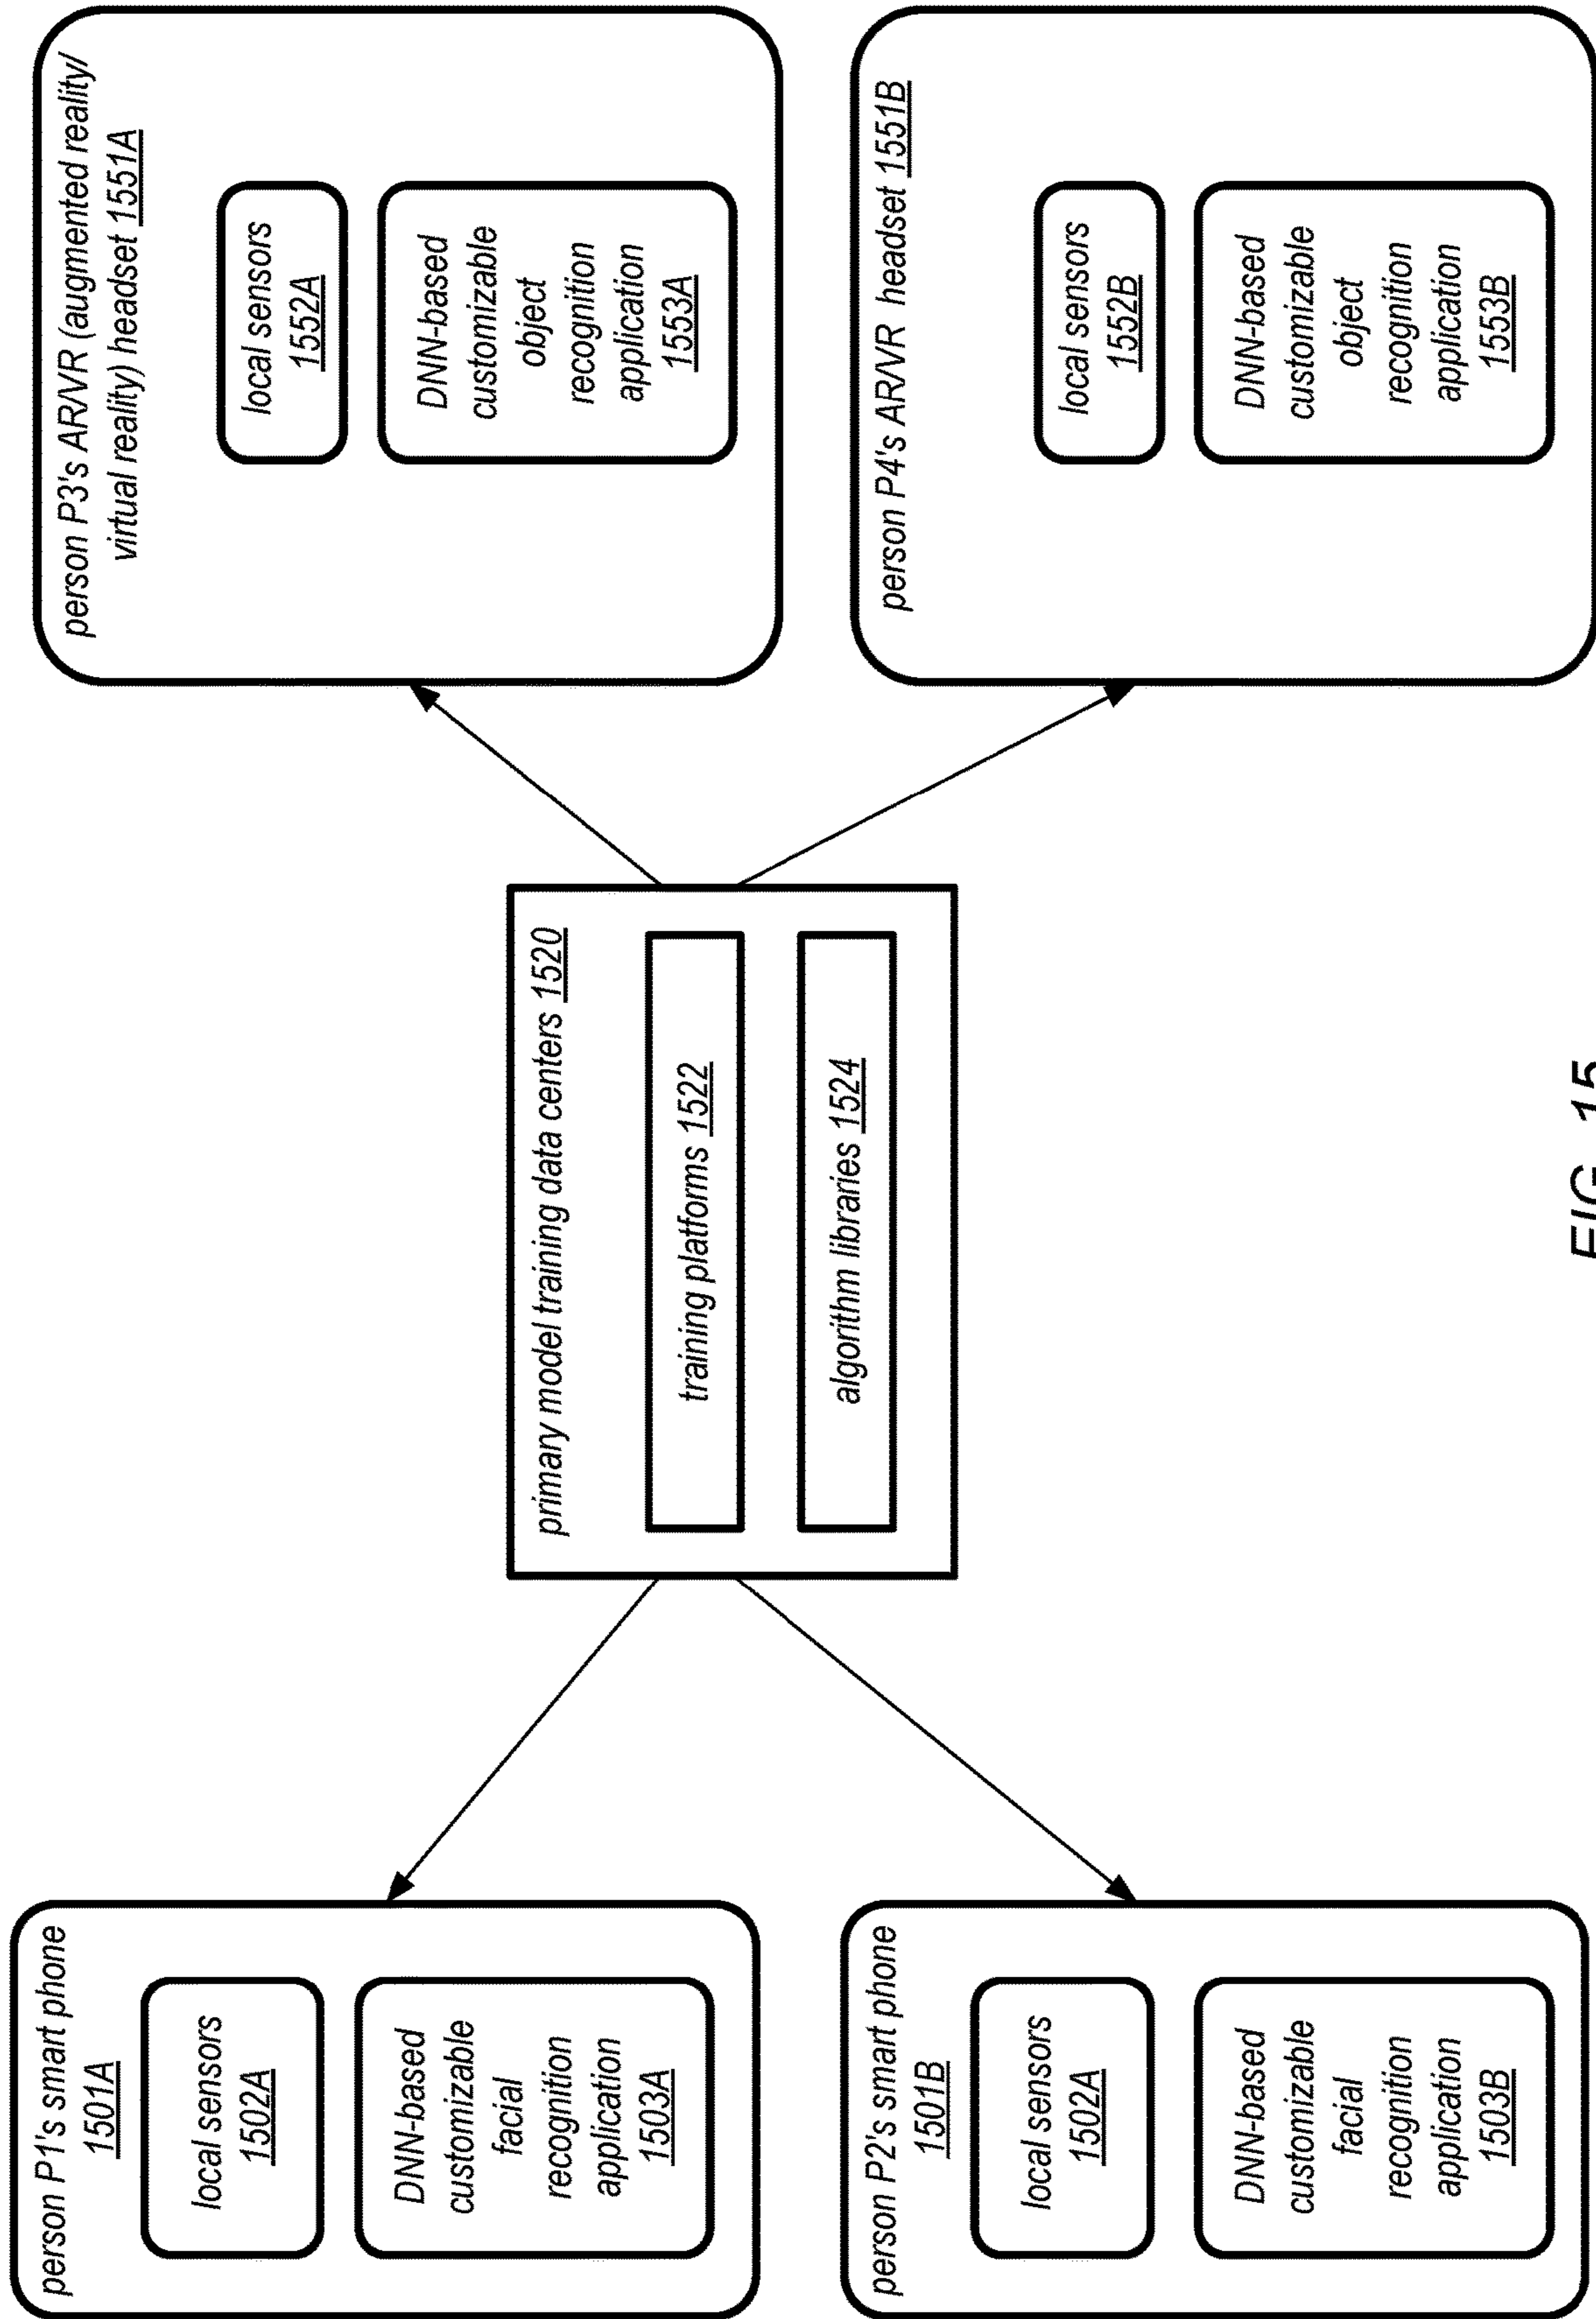 person P1's smart phone
1501A
local sensors
1502A
DNN-based
customizable
facial
recognition
application
1503A
person P2's smart phone
1501B
local sensors
1502A
DNN-based
customizable
facial
recognition
application
1503B
primary model training data centers 1520
training platforms 1522
algorithm libraries 1524
person P3's AR/VR (augmented reality/
virtual reality) headset 1551A
local sensors
1552A
DNN-based
customizable
object
recognition
application
1553A
person P4's AR/VR headset 1551B
local sensors
1552B
DNN-based
customizable
object
recognition
application
1553B
FIG. 15